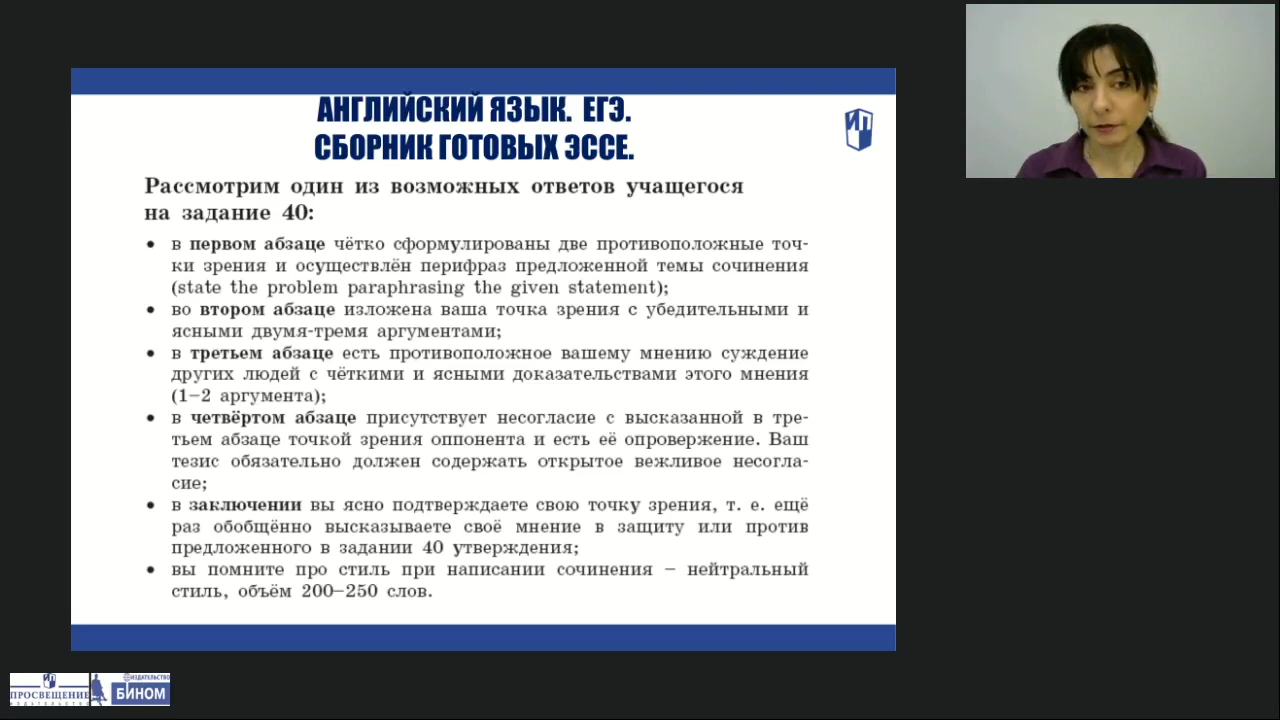 АНГЛИЙСКИЙ ЯЗЫК. ЕГЭ.
СБОРНИК ГОТОВЫХ ЭССЕ.
ИП
Рассмотрим один из возможных ответов учащегося
на задание 40:
• в первом абзаце чётко сформулированы две противоположные точ-
ки зрения и осуществлён перифраз предложенной темы сочинения
(state the problem paraphrasing the given statement);
• во втором абзаце изложена ваша точка зрения с убедительными и
ясными двумя-тремя аргументами;
• в третьем абзаце есть противоположное вашему мнению суждение
других людей с чёткими и ясными доказательствами этого мнения
(1–2 аргумента);
• в четвёртом абзаце присутствует несогласие с высказанной в тре-
тьем абзаце точкой зрения оппонента и есть её опровержение. Ваш
тезис обязательно должен содержать открытое вежливое несогла-
сие;
• в заключении вы ясно подтверждаете свою точку зрения, т. е. ещё
раз обобщённо высказываете своё мнение в защиту или против
предложенного в задании 40 утверждения;
• вы помните про стиль при написании сочинения – нейтральный
стиль, объём 200–250 слов.
ИП
ПРОСВЕЩЕНИЕ
ИЗДАТЕЛЬСТВО
ИЗДАТЕЛЬСТВО
БИНОМ